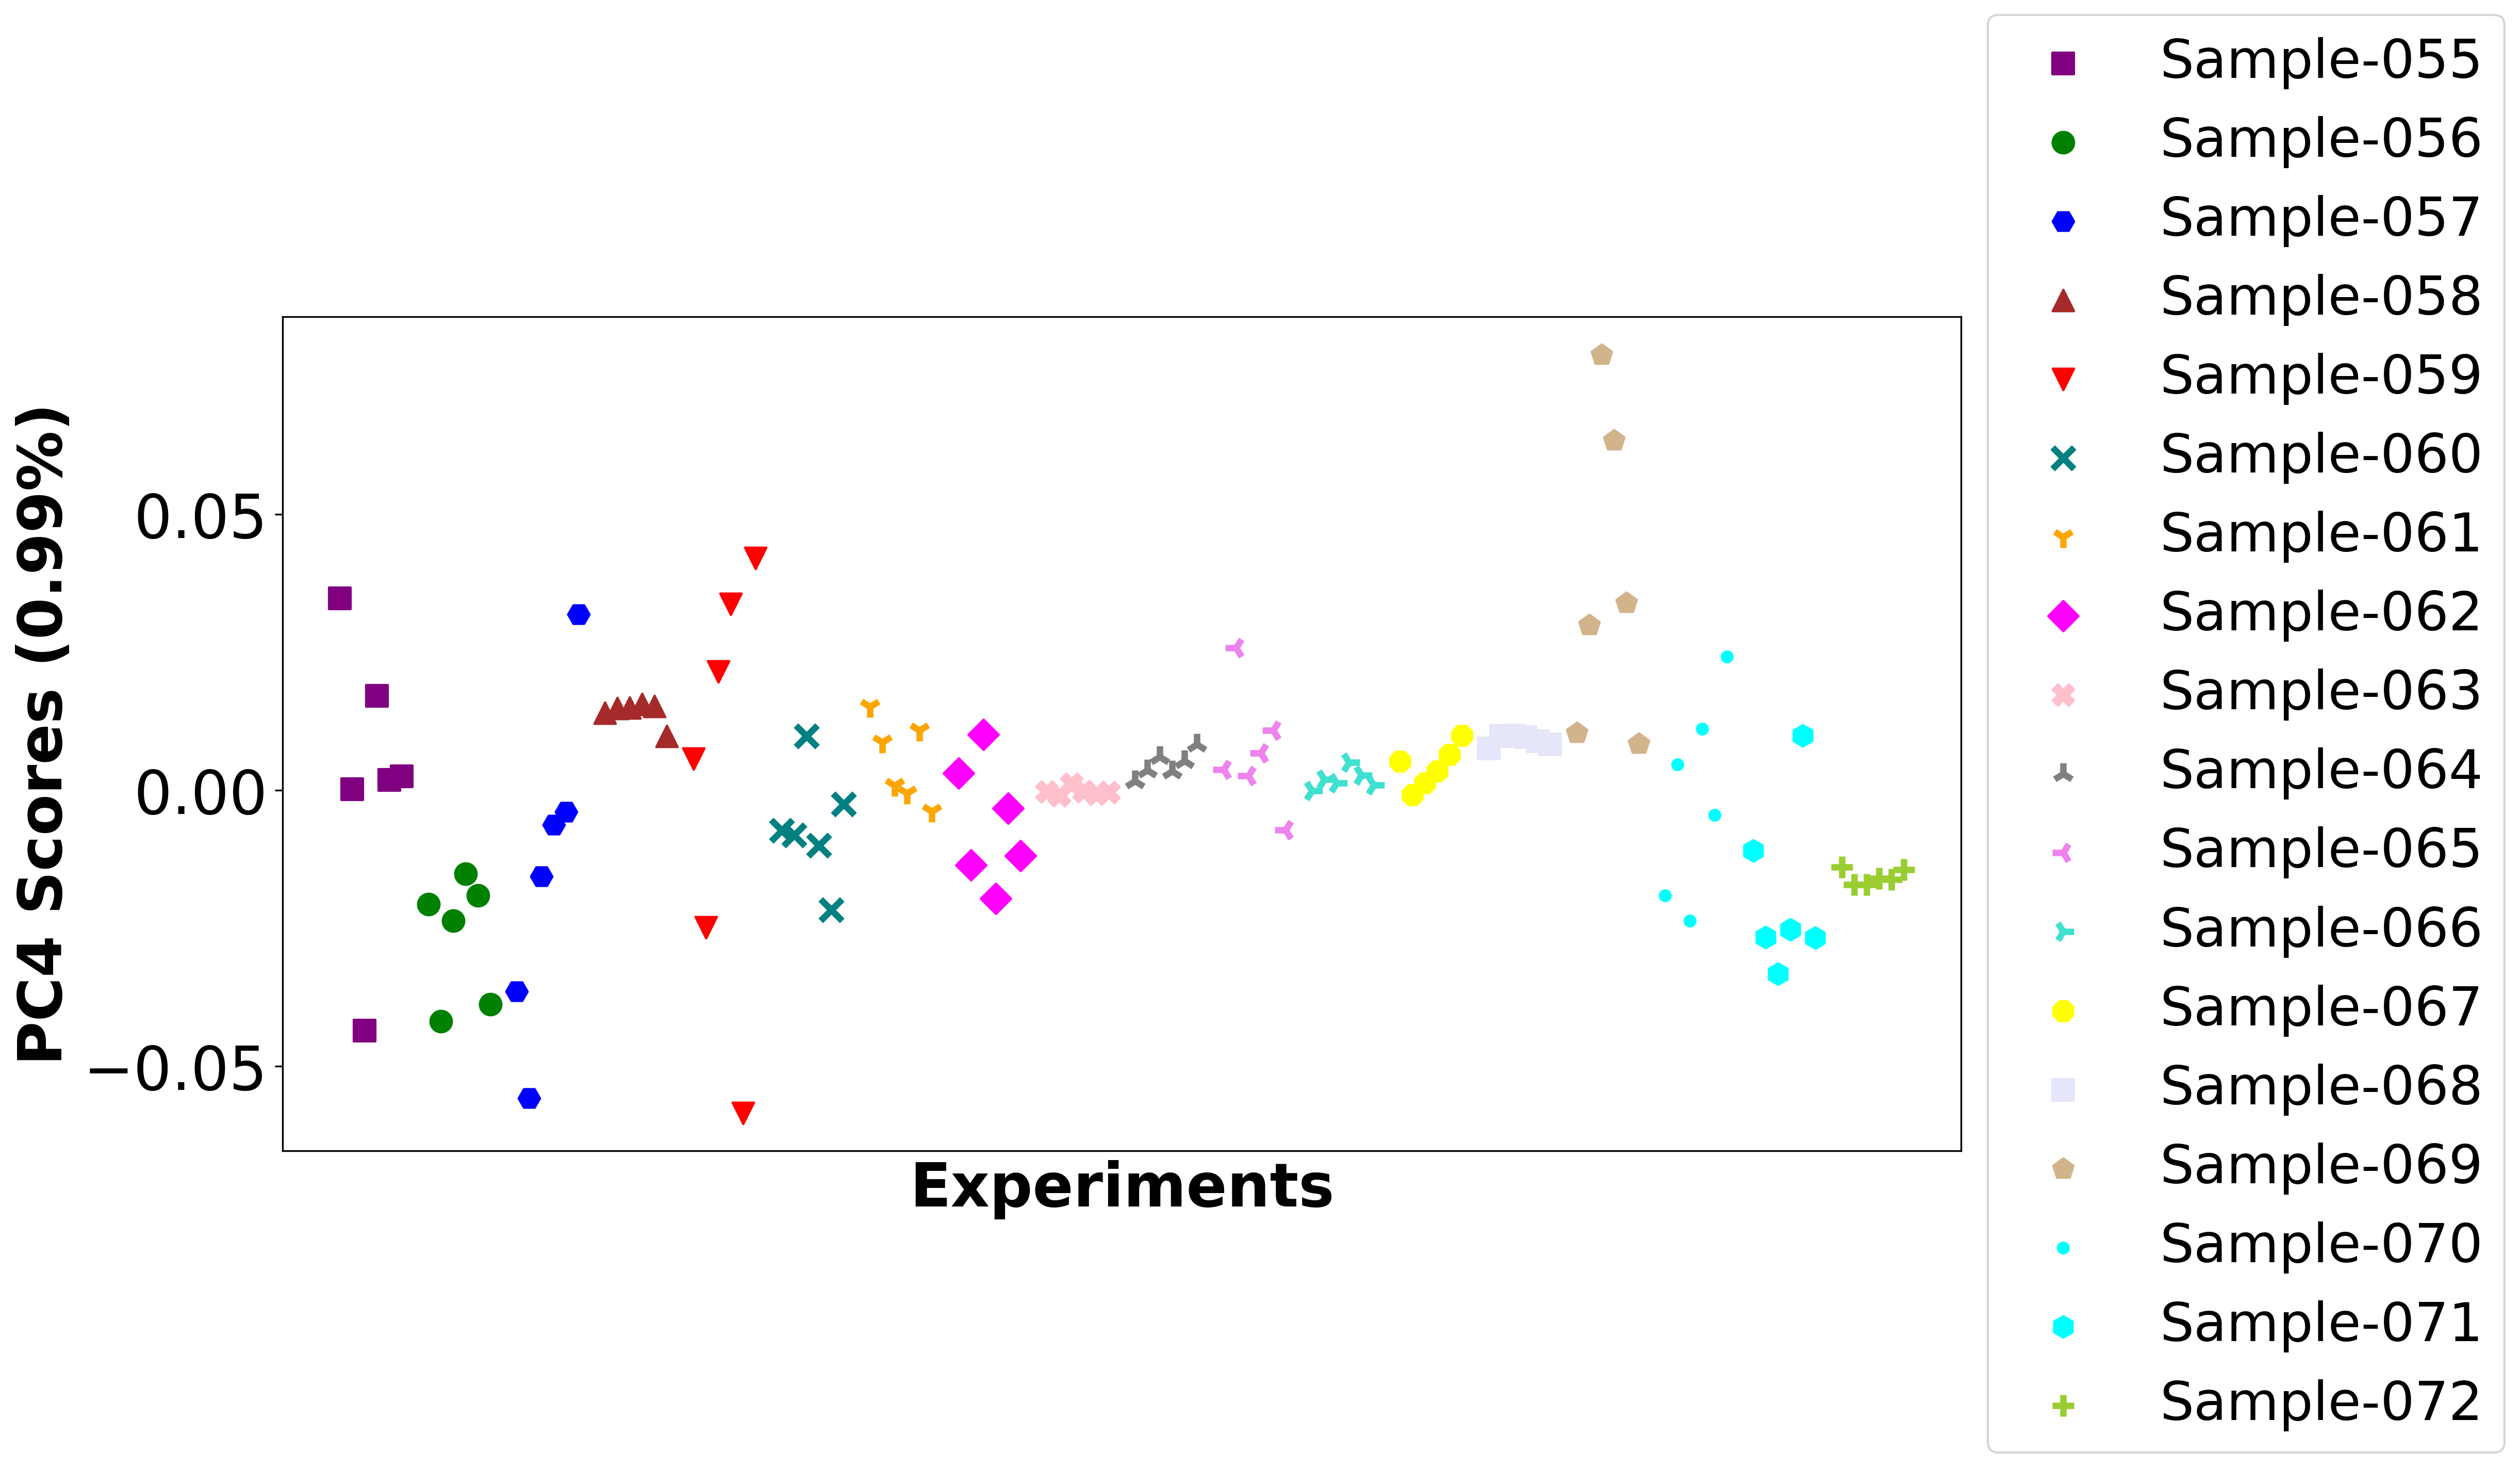 PC4 Scores (0.99%)
0.05
0.00
−0.05
Experiments
Sample-055
Sample-056
Sample-057
Sample-058
Sample-059
Sample-060
Sample-061
Sample-062
Sample-063
Sample-064
Sample-065
Sample-066
Sample-067
Sample-068
Sample-069
Sample-070
Sample-071
Sample-072